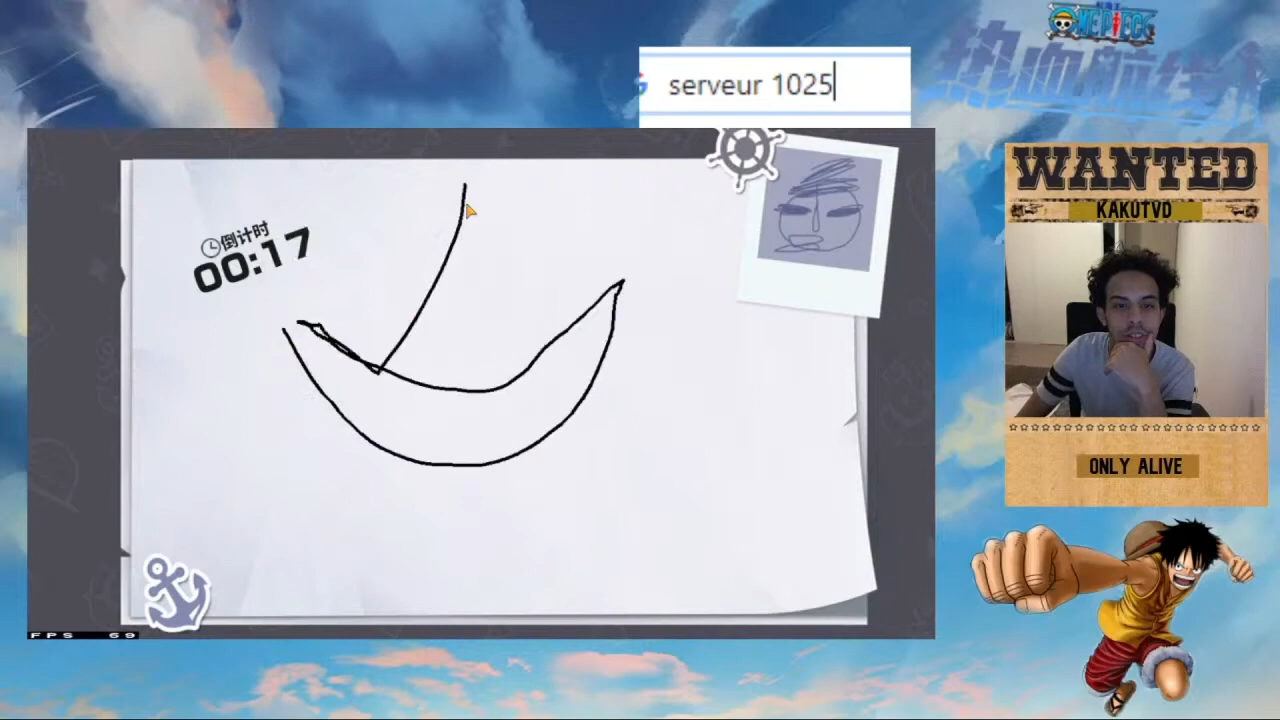 ONE PIECE
热血航线
serveur 1025
WANTED
KAKUTVD
倒计时
00:17
ONLY ALIVE
FPS 69